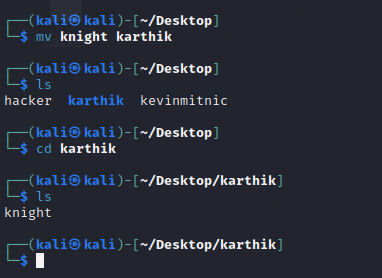 ┌──(kali㉿kali)-[~/Desktop]
└─$ mv knight karthik
┌──(kali㉿kali)-[~/Desktop]
└─$ ls
hacker  karthik  kevinmitnic
┌──(kali㉿kali)-[~/Desktop]
└─$ cd karthik
┌──(kali㉿kali)-[~/Desktop/karthik]
└─$ ls
knight
┌──(kali㉿kali)-[~/Desktop/karthik]
└─$